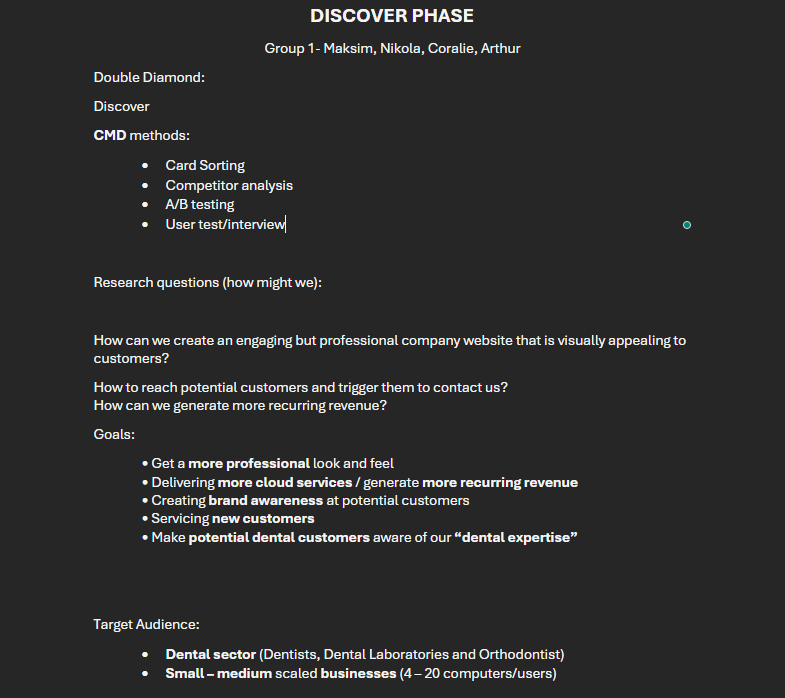 DISCOVER PHASE
Group 1- Maksim, Nikola, Coralie, Arthur
Double Diamond:
Discover
CMD methods:
• Card Sorting
• Competitor analysis
• A/B testing
• User test/interview
Research questions (how might we):
How can we create an engaging but professional company website that is visually appealing to
customers?
How to reach potential customers and trigger them to contact us?
How can we generate more recurring revenue?
Goals:
• Get a more professional look and feel
• Delivering more cloud services / generate more recurring revenue
• Creating brand awareness at potential customers
• Servicing new customers
• Make potential dental customers aware of our “dental expertise”
Target Audience:
• Dental sector (Dentists, Dental Laboratories and Orthodontist)
• Small – medium scaled businesses (4 – 20 computers/users)